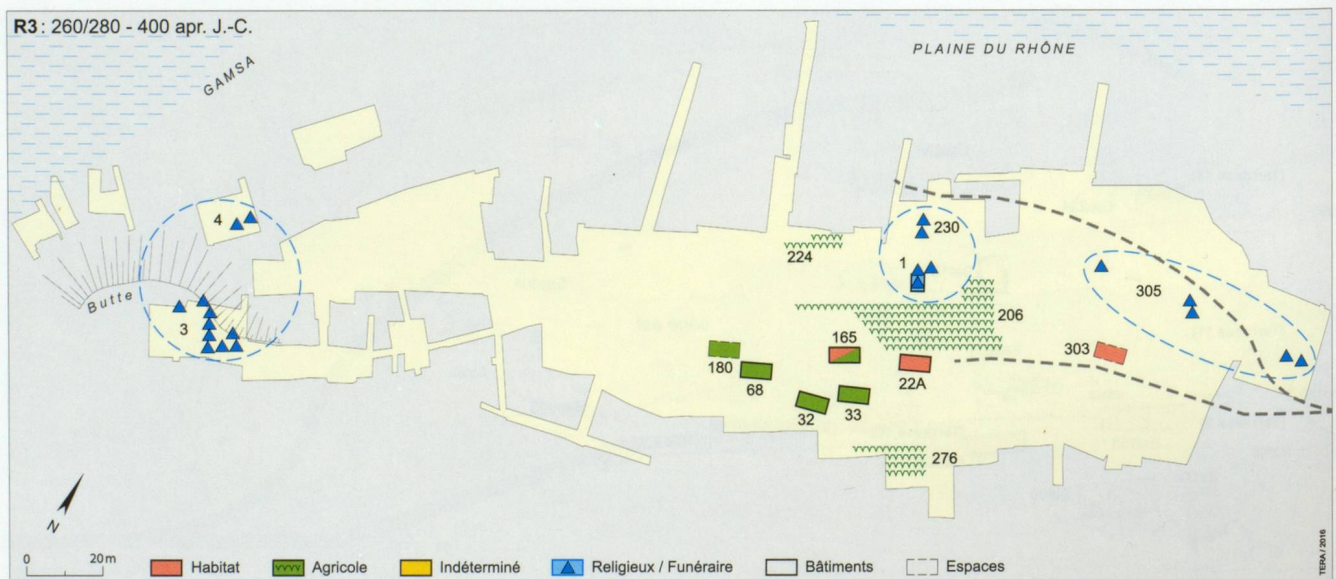 R3 : 260/280 - 400 apr. J.-C.
GAMSA
PLAINE DU RHÔNE
4
230
1
224
305
Butte
3
206
165
303
180
22A
68
32
33
276
N
0 20 m
Habitat Agricole Indéterminé Religieux / Funéraire Bâtiments Espaces
TERA / 2016